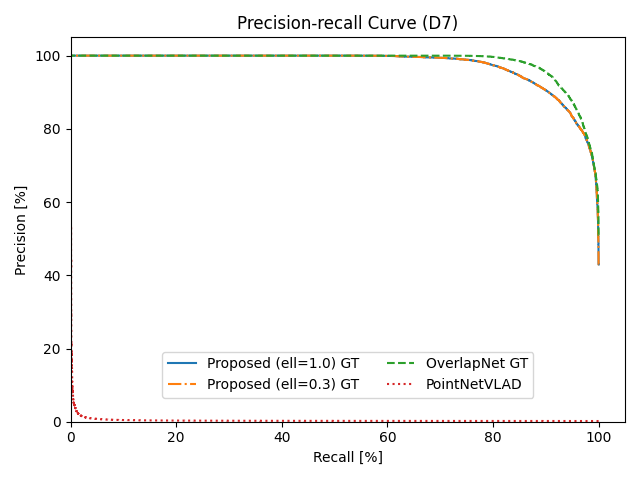 Precision-recall Curve (D7)
Precision [%]
100
80
60
40
20
0
0 20 40 60 80 100
Recall [%]
Proposed (ell=1.0) GT
Proposed (ell=0.3) GT
OverlapNet GT
PointNetVLAD